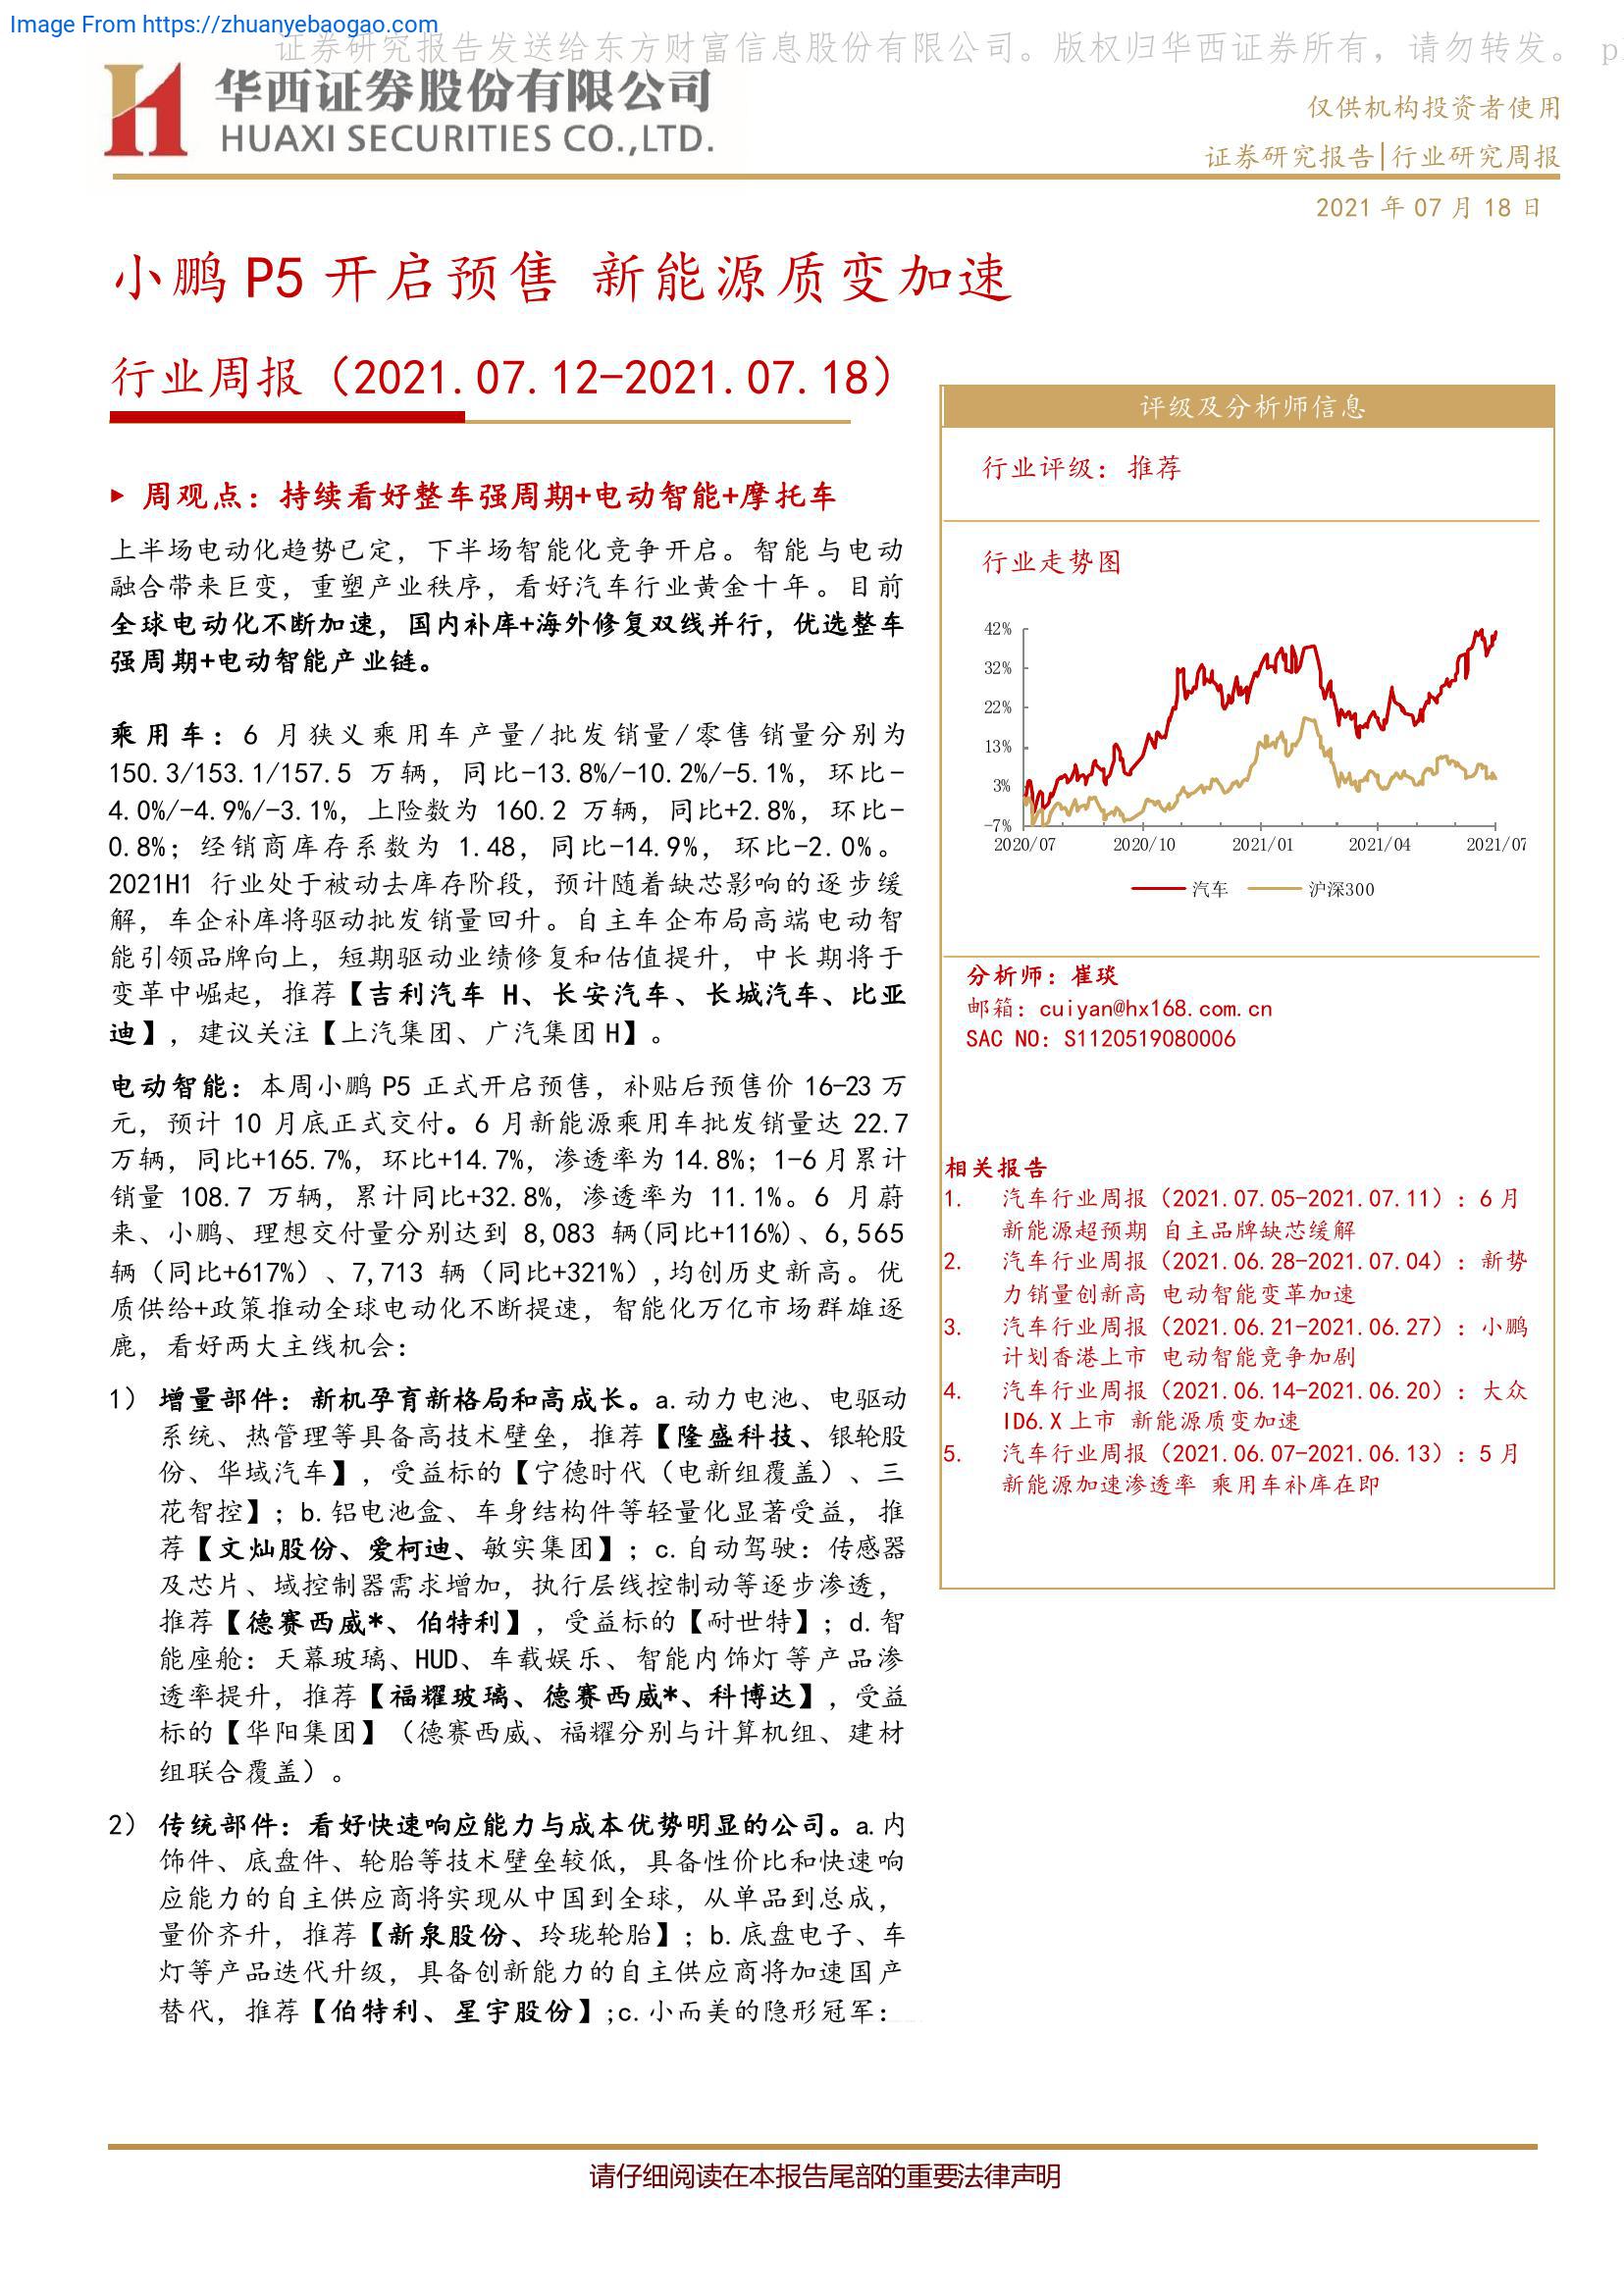 Image From https://zhuanyebaogao.com
证券研究报告发送给东方财富信息股份有限公司。版权归华西证券所有，请勿转发。 p
华西证券股份有限公司
HUAXI SECURITIES CO.,LTD.
仅供机构投资者使用
证券研究报告|行业研究周报
2021 年 07 月 18 日
小鹏 P5 开启预售 新能源质变加速
行业周报（2021.07.12-2021.07.18）
周观点：持续看好整车强周期+电动智能+摩托车
上半场电动化趋势已定，下半场智能化竞争开启。智能与电动
融合带来巨变，重塑产业秩序，看好汽车行业黄金十年。目前
全球电动化不断加速，国内补库+海外修复双线并行，优选整车
强周期+电动智能产业链。
乘用车：6 月狭义乘用车产量/批发销量/零售销量分别为
150.3/153.1/157.5 万辆，同比-13.8%/-10.2%/-5.1%，环比-
4.0%/-4.9%/-3.1%，上险数为 160.2 万辆，同比+2.8%，环比-
0.8%；经销商库存系数为 1.48，同比-14.9%，环比-2.0%。
2021H1 行业处于被动去库存阶段，预计随着缺芯影响的逐步缓
解，车企补库将驱动批发销量回升。自主车企布局高端电动智
能引领品牌向上，短期驱动业绩修复和估值提升，中长期将于
变革中崛起，推荐【吉利汽车 H、长安汽车、长城汽车、比亚
迪】，建议关注【上汽集团、广汽集团 H】。
电动智能：本周小鹏 P5 正式开启预售，补贴后预售价 16-23 万
元，预计 10 月底正式交付。6 月新能源乘用车批发销量达 22.7
万辆，同比+165.7%，环比+14.7%，渗透率为 14.8%；1-6 月累计
销量 108.7 万辆，累计同比+32.8%，渗透率为 11.1%。6 月蔚
来、小鹏、理想交付量分别达到 8,083 辆(同比+116%)、6,565
辆（同比+617%）、7,713 辆（同比+321%）,均创历史新高。优
质供给+政策推动全球电动化不断提速，智能化万亿市场群雄逐
鹿，看好两大主线机会：
1） 增量部件：新机孕育新格局和高成长。a.动力电池、电驱动
系统、热管理等具备高技术壁垒，推荐【隆盛科技、银轮股
份、华域汽车】，受益标的【宁德时代（电新组覆盖）、三
花智控】；b.铝电池盒、车身结构件等轻量化显著受益，推
荐【文灿股份、爱柯迪、敏实集团】；c.自动驾驶：传感器
及芯片、域控制器需求增加，执行层线控制动等逐步渗透，
推荐【德赛西威*、伯特利】，受益标的【耐世特】；d.智
能座舱：天幕玻璃、HUD、车载娱乐、智能内饰灯等产品渗
透率提升，推荐【福耀玻璃、德赛西威*、科博达】，受益
标的【华阳集团】（德赛西威、福耀分别与计算机组、建材
组联合覆盖）。
2） 传统部件：看好快速响应能力与成本优势明显的公司。a.内
饰件、底盘件、轮胎等技术壁垒较低，具备性价比和快速响
应能力的自主供应商将实现从中国到全球，从单品到总成，
量价齐升，推荐【新泉股份、玲珑轮胎】；b.底盘电子、车
灯等产品迭代升级，具备创新能力的自主供应商将加速国产
替代，推荐【伯特利、星宇股份】;c.小而美的隐形冠军：
评级及分析师信息
行业评级：推荐
行业走势图
42%
32%
22%
13%
3%
-7%
2020/07 2020/10 2021/01 2021/04 2021/07
汽车 沪深300
分析师：崔琰
邮箱：cuiyan@hx168.com.cn
SAC NO：S1120519080006
相关报告
1. 汽车行业周报（2021.07.05-2021.07.11）：6 月
新能源超预期 自主品牌缺芯缓解
2. 汽车行业周报（2021.06.28-2021.07.04）：新势
力销量创新高 电动智能变革加速
3. 汽车行业周报（2021.06.21-2021.06.27）：小鹏
计划香港上市 电动智能竞争加剧
4. 汽车行业周报（2021.06.14-2021.06.20）：大众
ID6.X 上市 新能源质变加速
5. 汽车行业周报（2021.06.07-2021.06.13）：5 月
新能源加速渗透率 乘用车补库在即
请仔细阅读在本报告尾部的重要法律声明